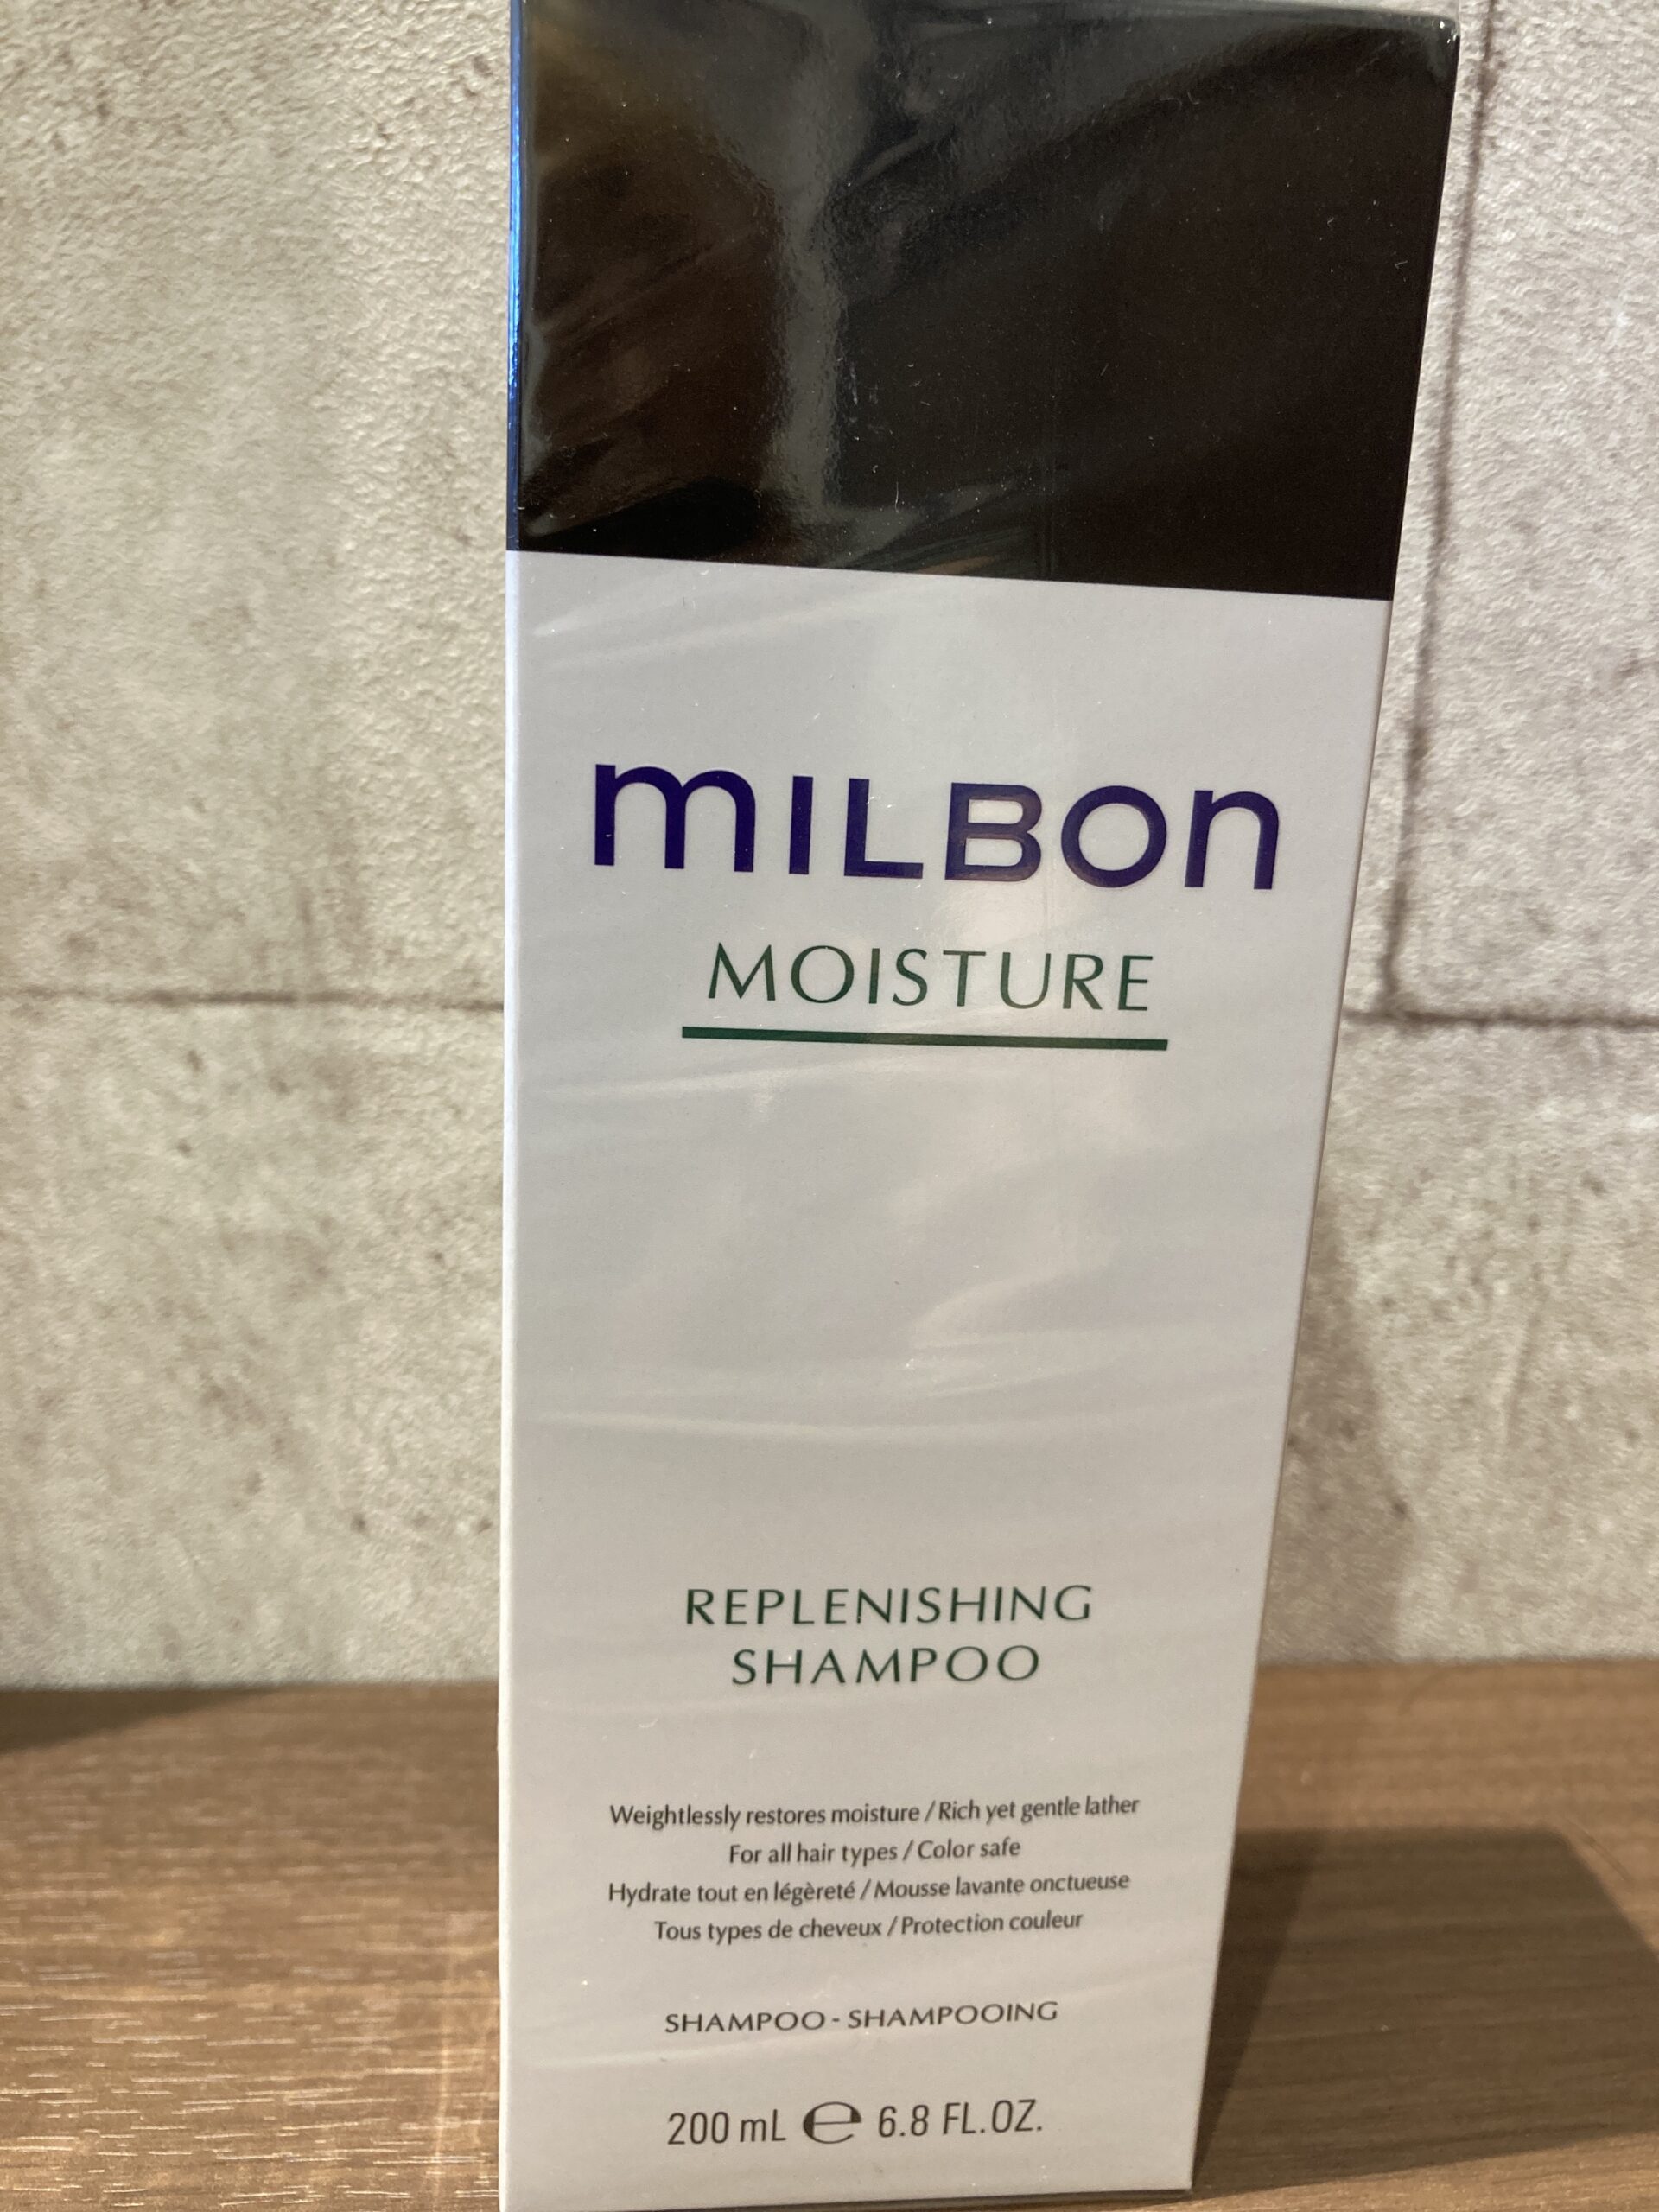 mILBOn
MOISTURE
REPLENISHING
SHAMPOO
Weightlessly restores moisture / Rich yet gentle lather
For all hair types / Color safe
Hydrate tout en légèreté / Mousse lavante onctueuse
Tous types de cheveux / Protection couleur
SHAMPOO - SHAMPOOING
200 mL ℮ 6.8 FL.OZ.